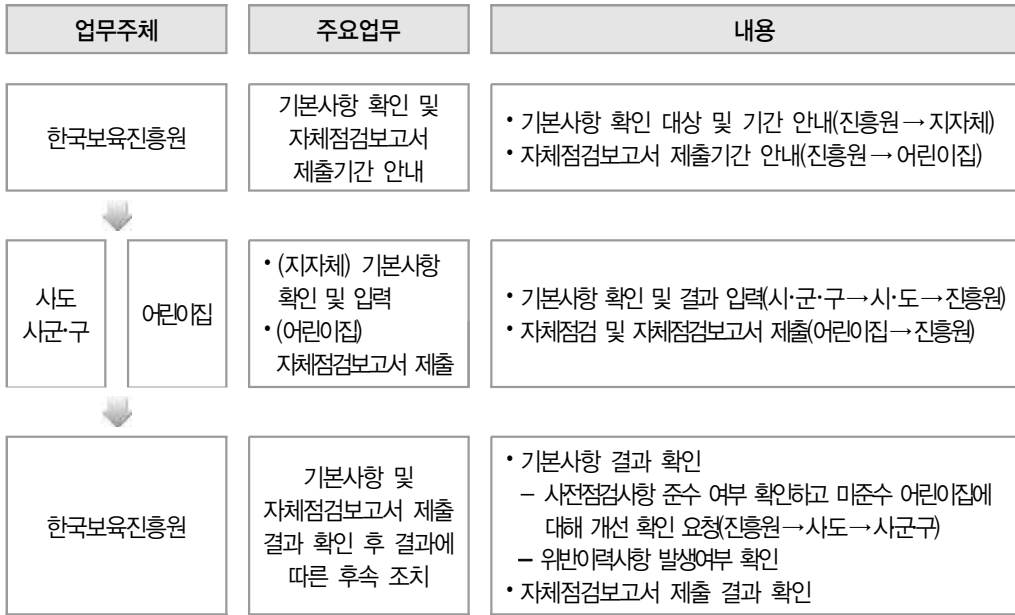 업무주체
주요업무
내용
한국보육진흥원
기본사항 확인 및
자체점검보고서
제출기간 안내
• 기본사항 확인 대상 및 기간 안내(진흥원→지자체)
• 자체점검보고서 제출기간 안내(진흥원→어린이집)
시도
시군·구
어린이집
• (지자체) 기본사항
확인 및 입력
• (어린이집)
자체점검보고서 제출
• 기본사항 확인 및 결과 입력(시·군·구→시·도→진흥원)
• 자체점검 및 자체점검보고서 제출(어린이집→진흥원)
한국보육진흥원
기본사항 및
자체점검보고서 제출
결과 확인 후 결과에
따른 후속 조치
• 기본사항 결과 확인
– 사전점검사항 준수 여부 확인하고 미준수 어린이집에
대해 개선 확인 요청(진흥원→시도→시군구)
– 위반이력사항 발생여부 확인
• 자체점검보고서 제출 결과 확인